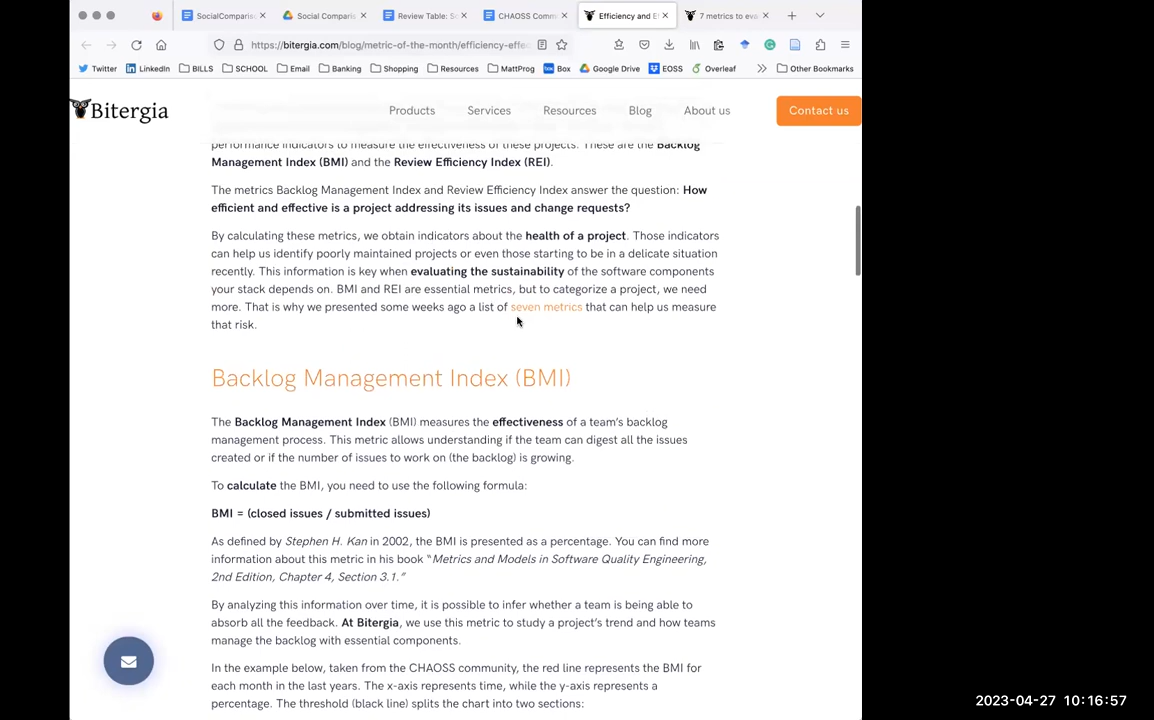 SocialComparis
Social Comparis
Review Table: Sc
CHAOSS Comm
Efficiency and Ef
7 metrics to eva
https://bitergia.com/blog/metric-of-the-month/efficiency-effe
Twitter
LinkedIn
BILLS
SCHOOL
Email
Banking
Shopping
Resources
MattProg
Box
Google Drive
EOSS
Overleaf
Other Bookmarks
Bitergia
Products
Services
Resources
Blog
About us
Contact us
performance indicators to measure the effectiveness of these projects. These are the Backlog
Management Index (BMI) and the Review Efficiency Index (REI).
The metrics Backlog Management Index and Review Efficiency Index answer the question: How
efficient and effective is a project addressing its issues and change requests?
By calculating these metrics, we obtain indicators about the health of a project. Those indicators
can help us identify poorly maintained projects or even those starting to be in a delicate situation
recently. This information is key when evaluating the sustainability of the software components
your stack depends on. BMI and REI are essential metrics, but to categorize a project, we need
more. That is why we presented some weeks ago a list of seven metrics that can help us measure
that risk.
Backlog Management Index (BMI)
The Backlog Management Index (BMI) measures the effectiveness of a team's backlog
management process. This metric allows understanding if the team can digest all the issues
created or if the number of issues to work on (the backlog) is growing.
To calculate the BMI, you need to use the following formula:
BMI = (closed issues / submitted issues)
As defined by Stephen H. Kan in 2002, the BMI is presented as a percentage. You can find more
information about this metric in his book “Metrics and Models in Software Quality Engineering,
2nd Edition, Chapter 4, Section 3.1.”
By analyzing this information over time, it is possible to infer whether a team is being able to
absorb all the feedback. At Bitergia, we use this metric to study a project's trend and how teams
manage the backlog with essential components.
In the example below, taken from the CHAOSS community, the red line represents the BMI for
each month in the last years. The x-axis represents time, while the y-axis represents a
percentage. The threshold (black line) splits the chart into two sections:
2023-04-27 10:16:57